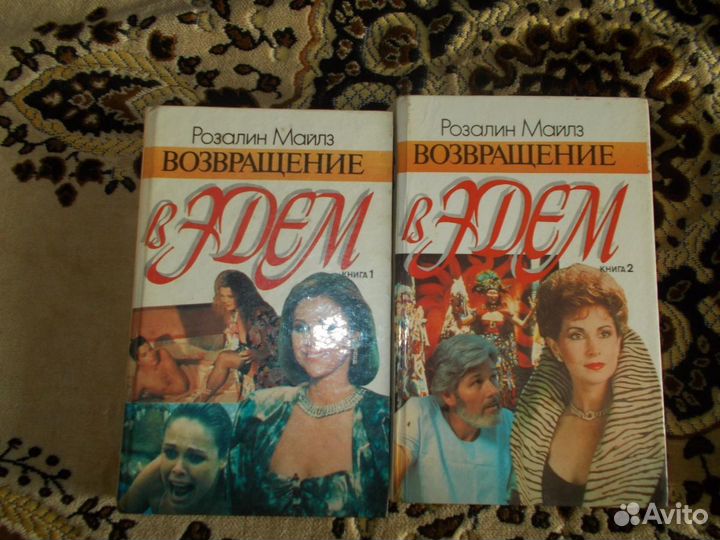 Розалин Майлз
ВОЗВРАЩЕНИЕ
В ЭДЕМ
КНИГА 1
Розалин Майлз
ВОЗВРАЩЕНИЕ
В ЭДЕМ
КНИГА 2
Avito